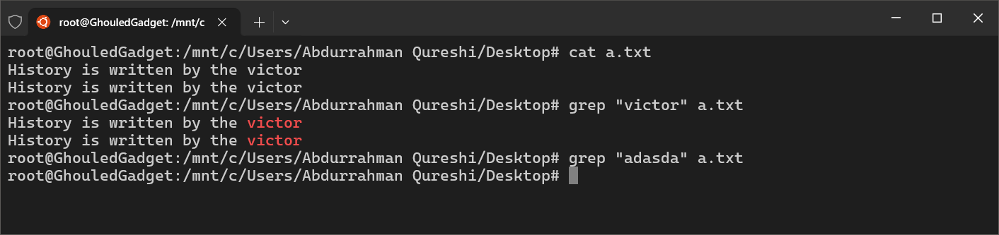 root@GhouledGadget: /mnt/c
root@GhouledGadget:/mnt/c/Users/Abdurrahman Qureshi/Desktop# cat a.txt
History is written by the victor
History is written by the victor
root@GhouledGadget:/mnt/c/Users/Abdurrahman Qureshi/Desktop# grep "victor" a.txt
History is written by the victor
History is written by the victor
root@GhouledGadget:/mnt/c/Users/Abdurrahman Qureshi/Desktop# grep "adasda" a.txt
root@GhouledGadget:/mnt/c/Users/Abdurrahman Qureshi/Desktop#